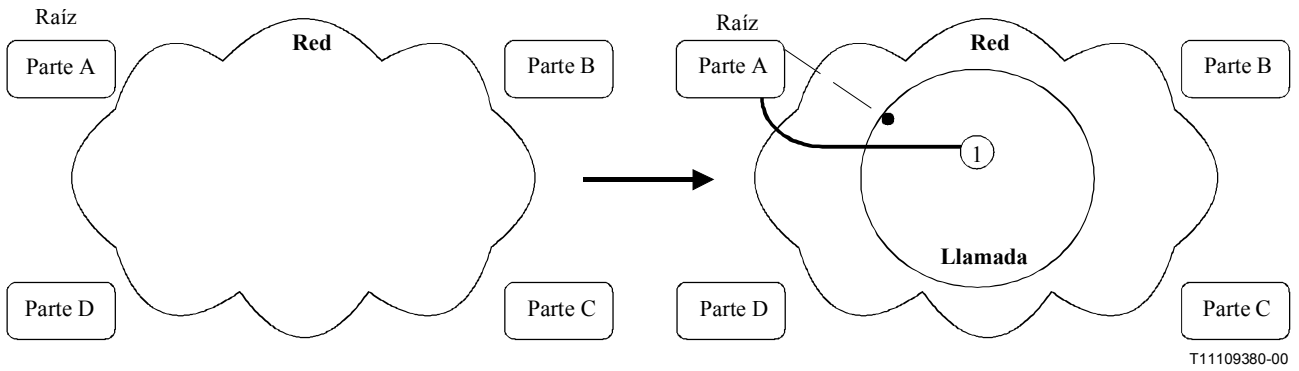 Raíz
Raíz
Red
Red
Parte A
Parte B
Parte A
Parte B
1
Llamada
Parte D
Parte C
Parte D
Parte C
T11109380-00